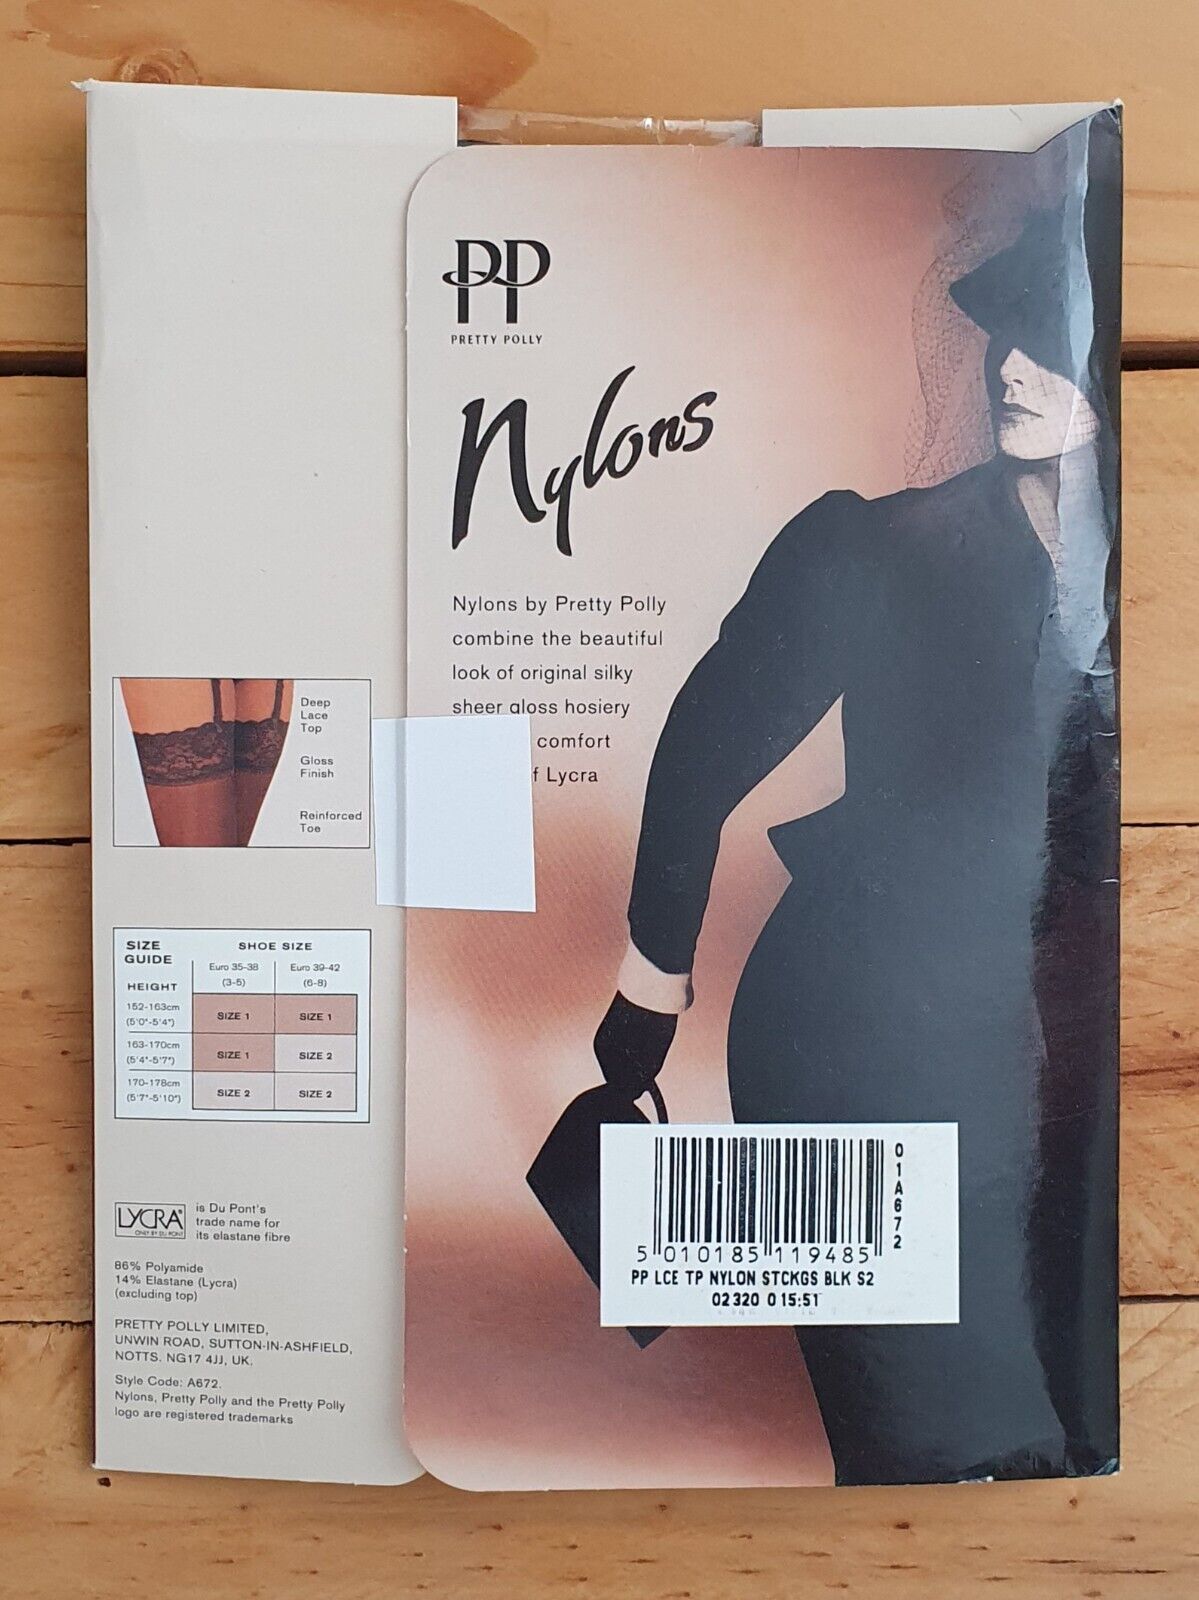 PP
PRETTY POLLY
Nylons
Nylons by Pretty Polly
combine the beautiful
look of original silky
sheer gloss hosiery
comfort
f Lycra
Deep
Lace
Top
Gloss
Finish
Reinforced
Toe
SIZE GUIDE
SHOE SIZE
HEIGHT
Euro 35-38 Euro 39-42
(3-5) (6-8)
152-163cm
(5'0"-5'4") SIZE 1 SIZE 1
163-170cm
(5'4"-5'7") SIZE 1 SIZE 2
170-178cm
(5'7"-5'10") SIZE 2 SIZE 2
LYCRA®
ONLY BY DU PONT
is Du Pont's
trade name for
its elastane fibre
86% Polyamide
14% Elastane (Lycra)
(excluding top)
PRETTY POLLY LIMITED,
UNWIN ROAD, SUTTON-IN-ASHFIELD,
NOTTS. NG17 4JJ, UK.
Style Code: A672.
Nylons, Pretty Polly and the Pretty Polly
logo are registered trademarks
01A672
5 010185 119485
PP LCE TP NYLON STCKGS BLK S2
02320 0 15:51